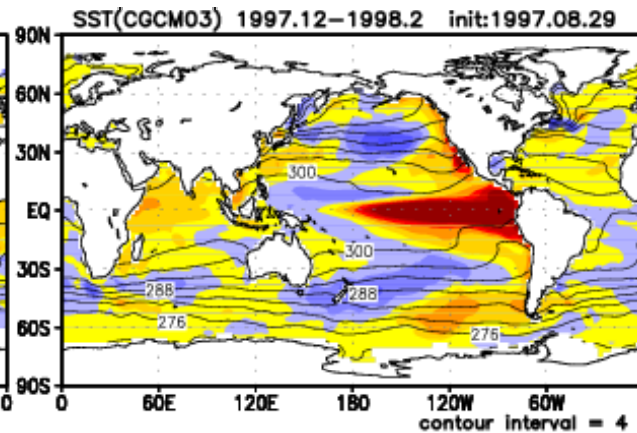 SST(CGCM03) 1997.12-1998.2 init:1997.08.29
90N
60N
30N
300
EQ
300
30S
288 288
276
60S
276
90S
0 0 60E 120E 180 120W 60W
contour interval = 4